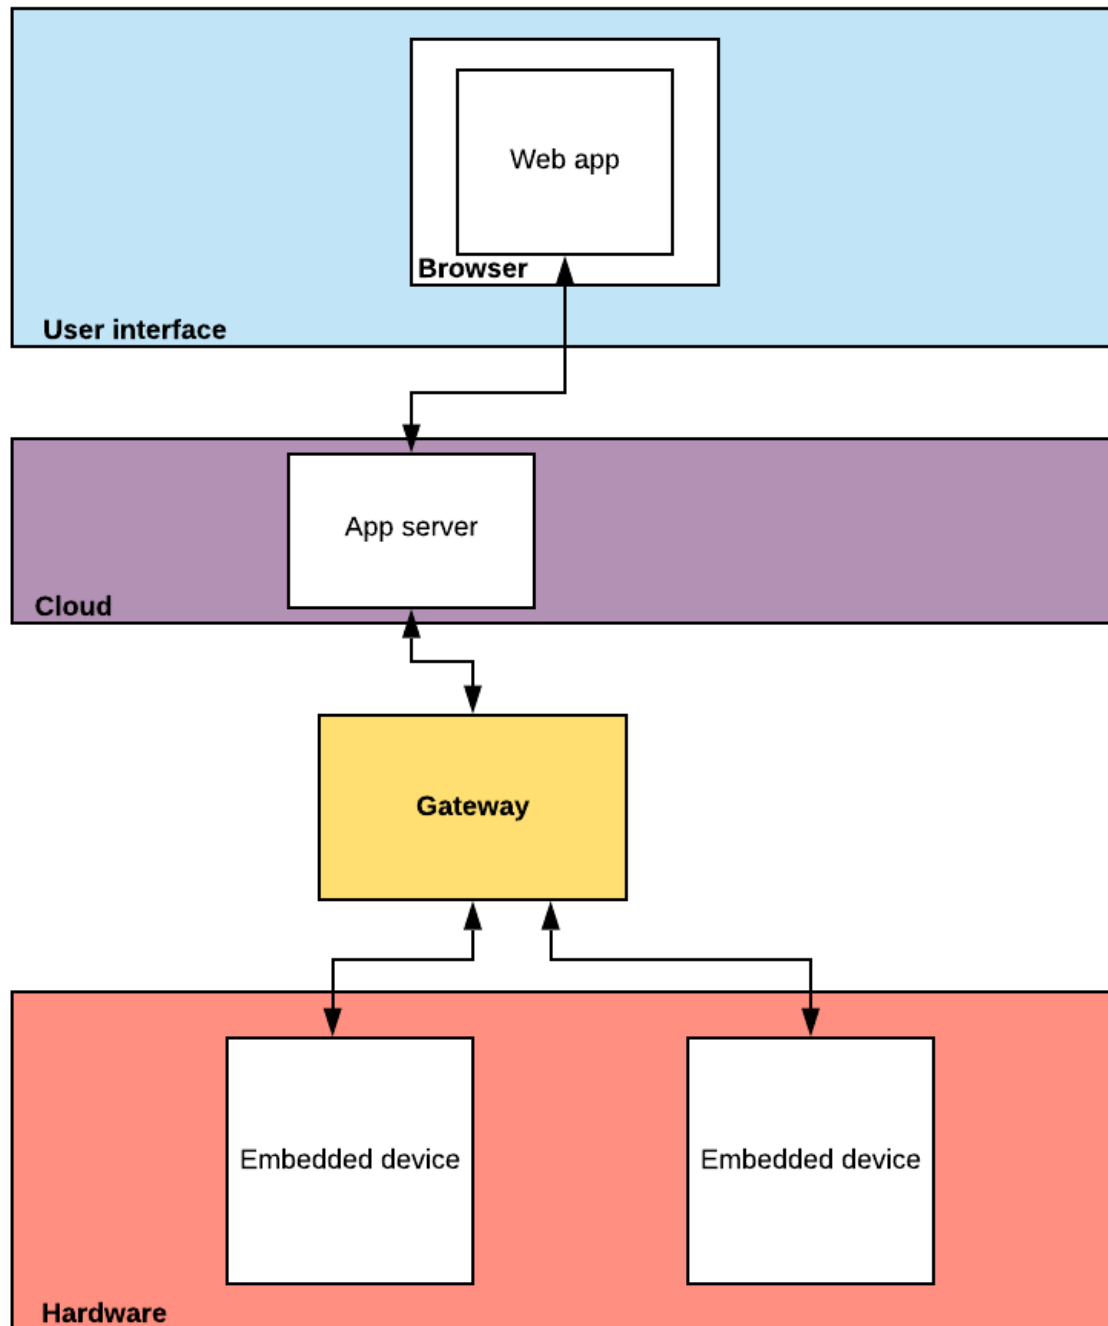 Web app
Browser
User interface
App server
Cloud
Gateway
Embedded device
Embedded device
Hardware